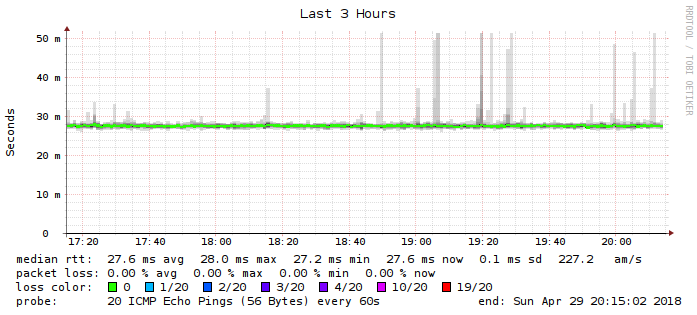 Last 3 Hours
RRDTOOL / TOBI OETIKER
Seconds
50 m
40 m
30 m
20 m
10 m
0
17:20 17:40 18:00 18:20 18:40 19:00 19:20 19:40 20:00
median rtt: 27.6 ms avg 28.0 ms max 27.2 ms min 27.6 ms now 0.1 ms sd 227.2 am/s
packet loss: 0.00 % avg 0.00 % max 0.00 % min 0.00 % now
loss color: 0 1/20 2/20 3/20 4/20 10/20 19/20
probe: 20 ICMP Echo Pings (56 Bytes) every 60s end: Sun Apr 29 20:15:02 2018